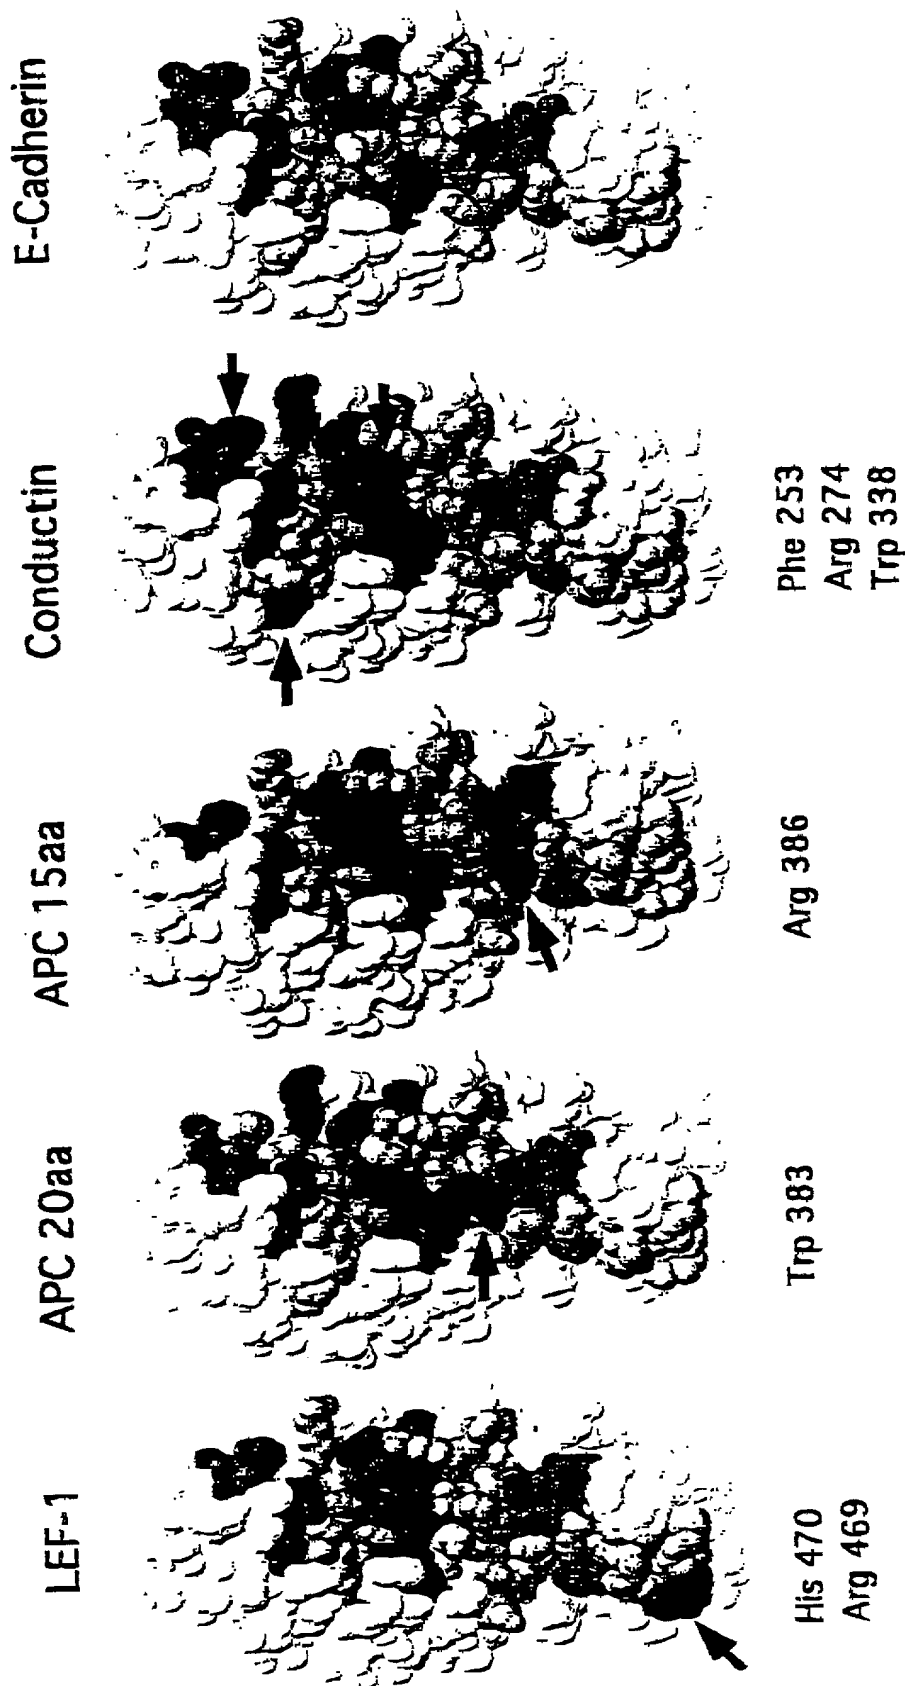 LEF-1
APC 20aa
APC 15aa
Conductin
E-Cadherin
His 470
Arg 469
Trp 383
Arg 386
Phe 253
Arg 274
Trp 338